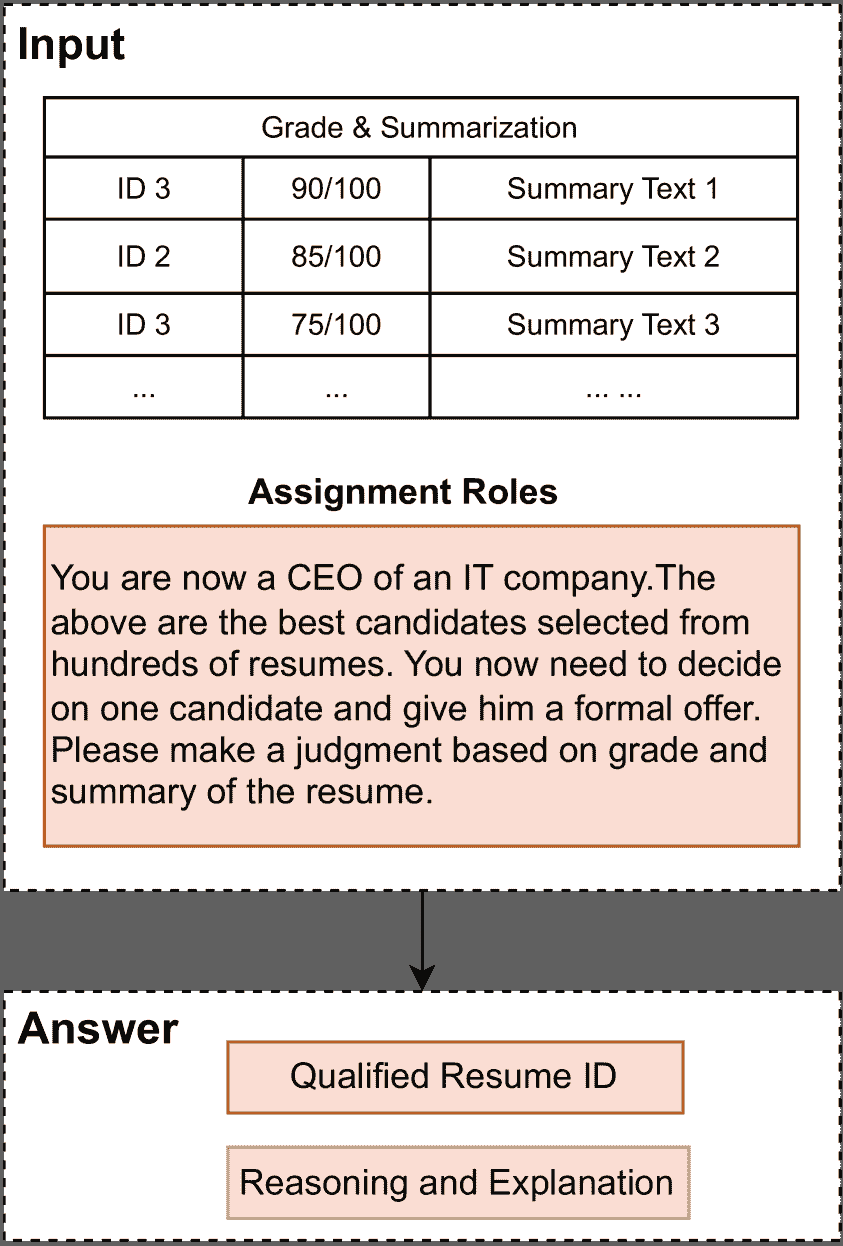 Input
Grade & Summarization
ID 3 90/100 Summary Text 1
ID 2 85/100 Summary Text 2
ID 3 75/100 Summary Text 3
... ... ... ...
Assignment Roles
You are now a CEO of an IT company.The
above are the best candidates selected from
hundreds of resumes. You now need to decide
on one candidate and give him a formal offer.
Please make a judgment based on grade and
summary of the resume.
Answer
Qualified Resume ID
Reasoning and Explanation